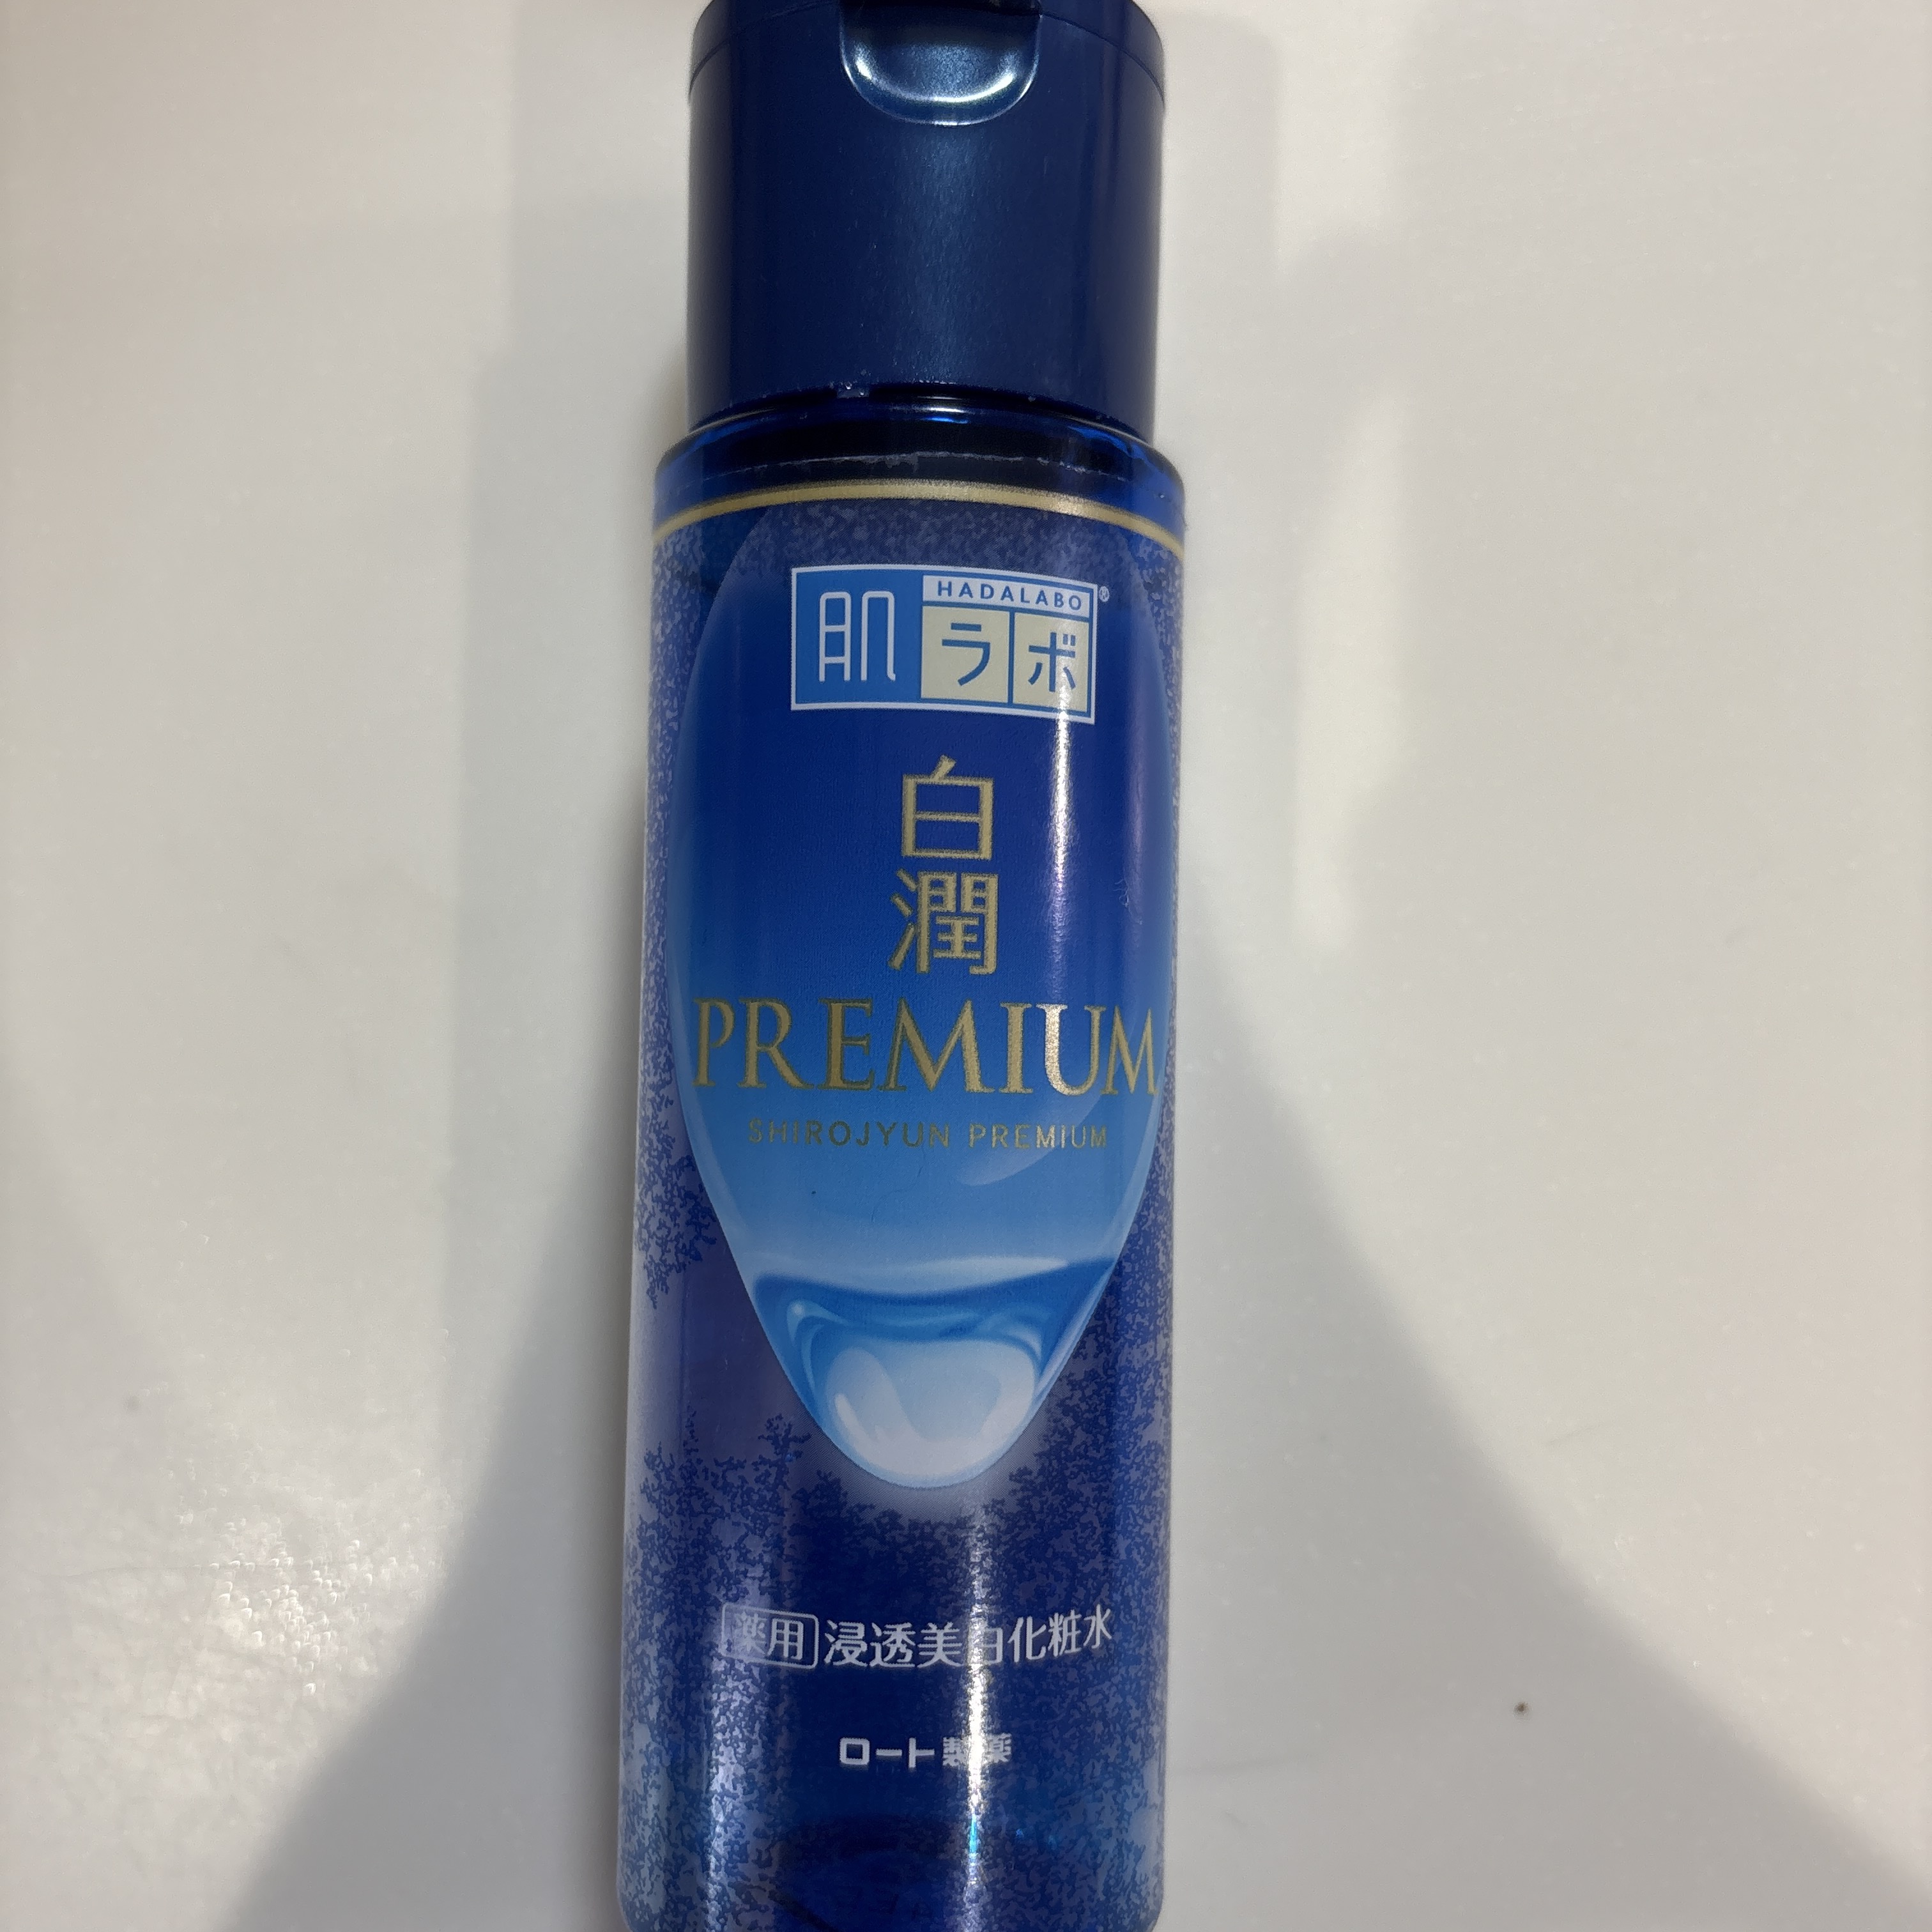 HADALABO®
肌ラボ
白潤
PREMIUM
SHIROJYUN PREMIUM
薬用 浸透美白化粧水
ロート製薬